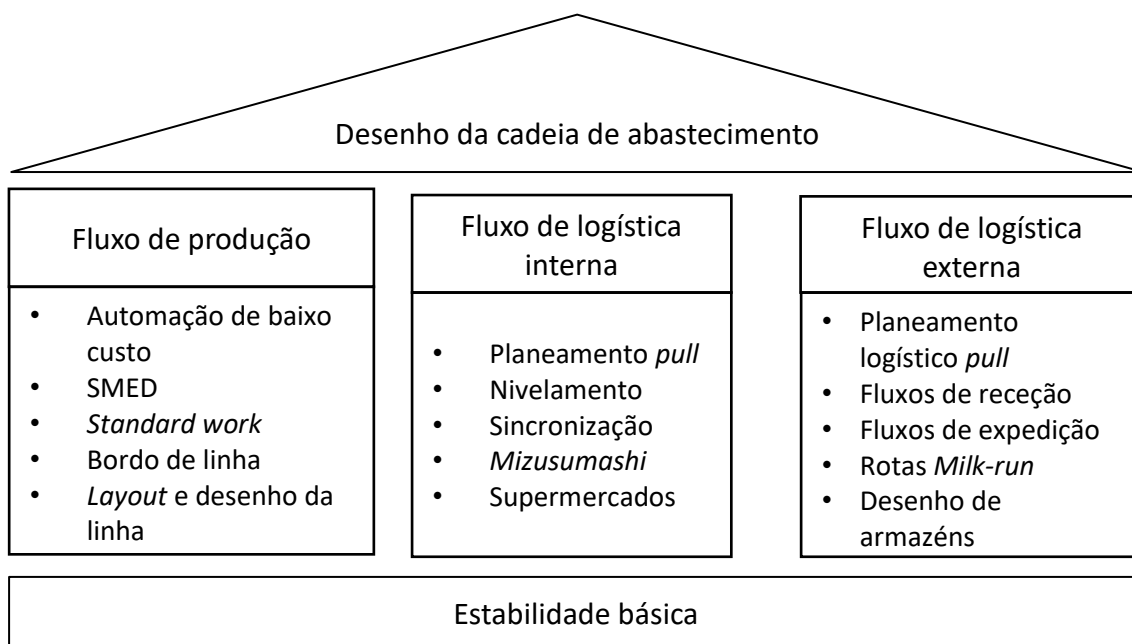 Desenho da cadeia de abastecimento
Fluxo de produção
• Automação de baixo
custo
• SMED
• Standard work
• Bordo de linha
• Layout e desenho da
linha
Fluxo de logística
interna
• Planeamento pull
• Nivelamento
• Sincronização
• Mizusumashi
• Supermercados
Fluxo de logística
externa
• Planeamento
logístico pull
• Fluxos de receção
• Fluxos de expedição
• Rotas Milk-run
• Desenho de
armazéns
Estabilidade básica